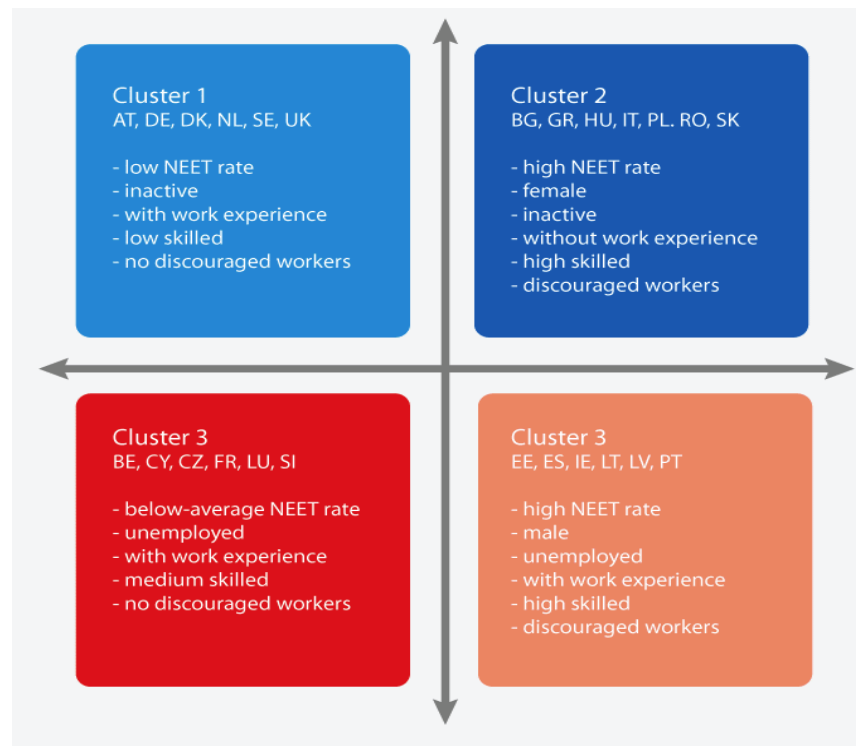 Cluster 1
AT, DE, DK, NL, SE, UK
- low NEET rate
- inactive
- with work experience
- low skilled
- no discouraged workers
Cluster 2
BG, GR, HU, IT, PL. RO, SK
- high NEET rate
- female
- inactive
- without work experience
- high skilled
- discouraged workers
Cluster 3
BE, CY, CZ, FR, LU, SI
- below-average NEET rate
- unemployed
- with work experience
- medium skilled
- no discouraged workers
Cluster 3
EE, ES, IE, LT, LV, PT
- high NEET rate
- male
- unemployed
- with work experience
- high skilled
- discouraged workers